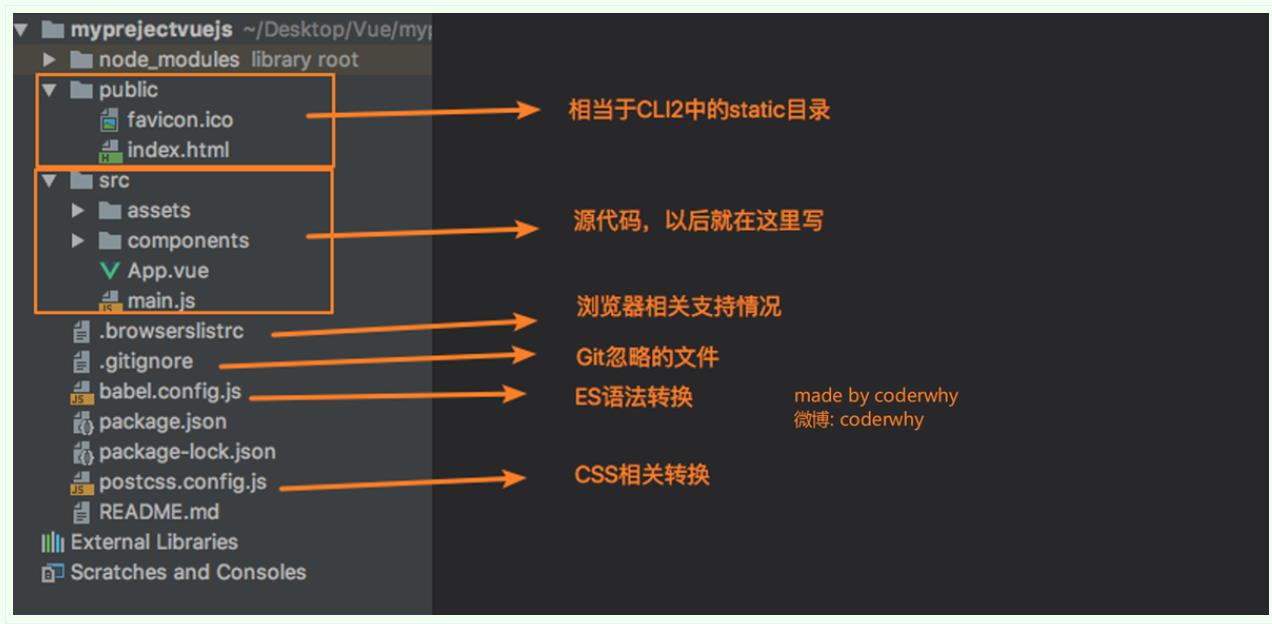 myprejectvuejs ~/Desktop/Vue/myp
node_modules library root
public
favicon.ico
相当于CLI2中的static目录
index.html
src
assets
源代码，以后就在这里写
components
App.vue
main.js
浏览器相关支持情况
.browserslistrc
.gitignore
Git忽略的文件
babel.config.js
ES语法转换
made by coderwhy
微博: coderwhy
package.json
package-lock.json
postcss.config.js
CSS相关转换
README.md
External Libraries
Scratches and Consoles